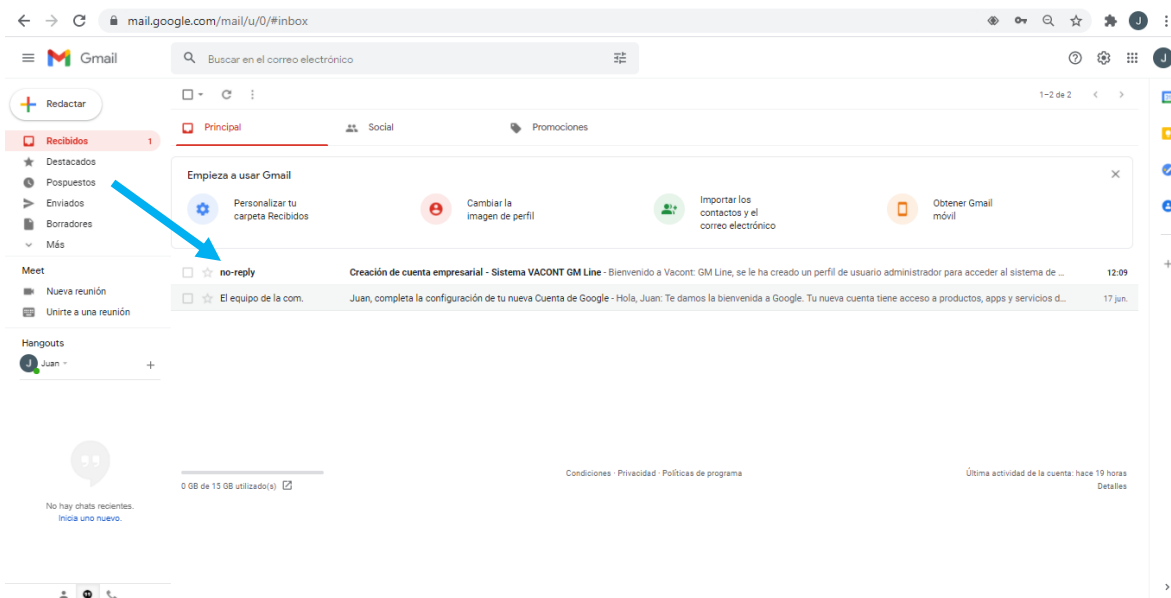 mail.google.com/mail/u/0/#inbox
J
Gmail
Buscar en el correo electrónico
J
Redactar
1–2 de 2
Principal
Social
Promociones
Recibidos 1
Destacados
Pospuestos
Enviados
Borradores
Más
Empieza a usar Gmail
Personalizar tu
carpeta Recibidos
Cambiar la
imagen de perfil
Importar los
contactos y el
correo electrónico
Obtener Gmail
móvil
no-reply Creación de cuenta empresarial - Sistema VACONT GM Line - Bienvenido a Vacont: GM Line, se le ha creado un perfil de usuario administrador para acceder al sistema de ... 12:09
El equipo de la com. Juan, completa la configuración de tu nueva Cuenta de Google - Hola, Juan: Te damos la bienvenida a Google. Tu nueva cuenta tiene acceso a productos, apps y servicios d... 17 jun.
Meet
Nueva reunión
Unirte a una reunión
Hangouts
J Juan
No hay chats recientes.
Inicia uno nuevo.
0 GB de 15 GB utilizado(s)
Condiciones · Privacidad · Políticas de programa
Última actividad de la cuenta: hace 19 horas
Detalles